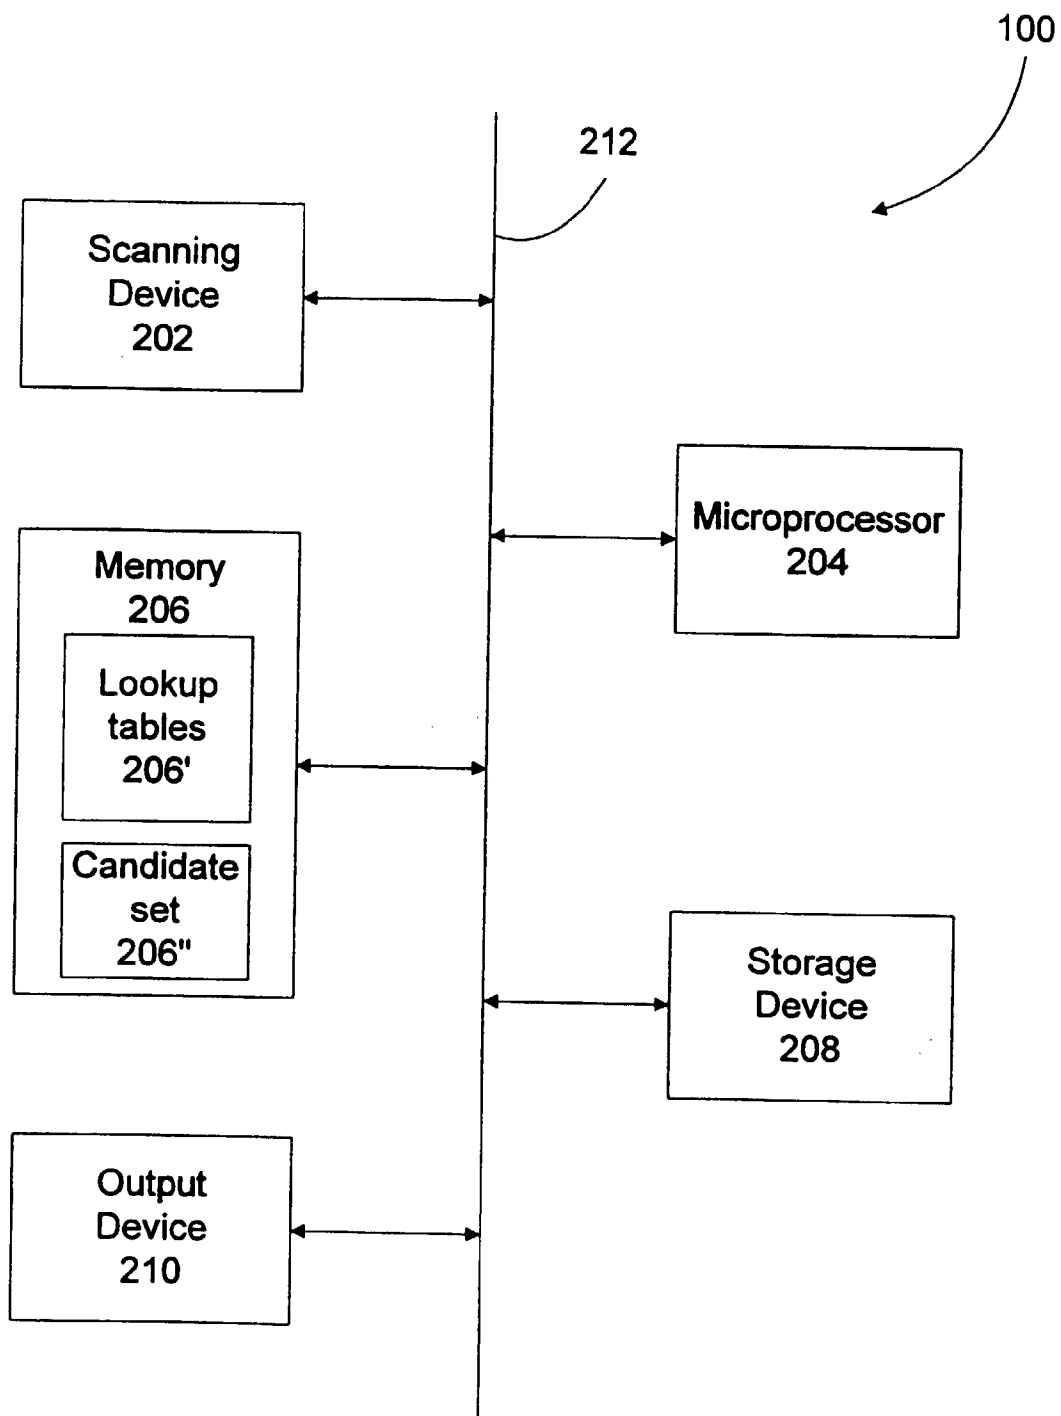 100
212
Scanning
Device
202
Microprocessor
204
Memory
206
Lookup
tables
206'
Candidate
set
206"
Storage
Device
208
Output
Device
210